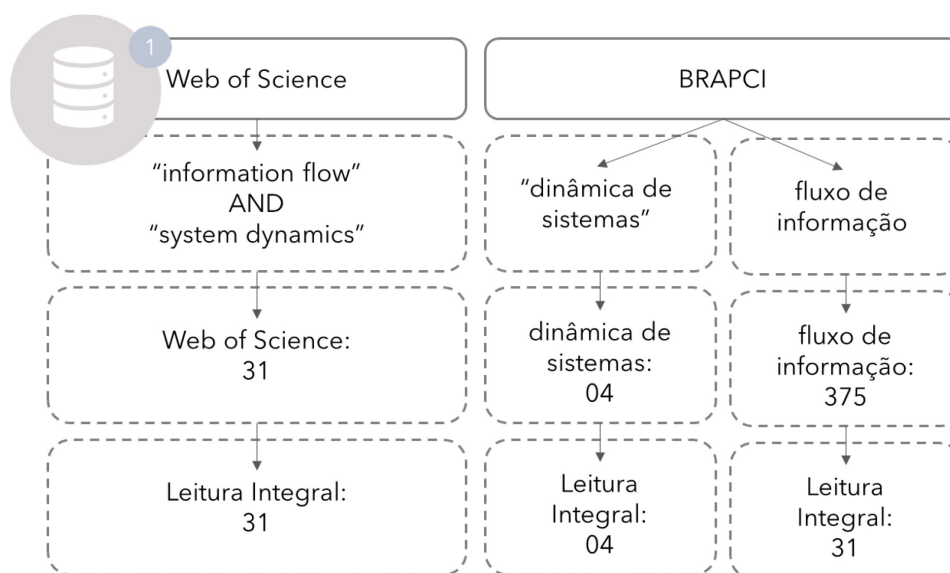 1
Web of Science
BRAPCI
“information flow”
AND
“system dynamics”
“dinâmica de
sistemas”
fluxo de
informação
Web of Science:
31
dinâmica de
sistemas:
04
fluxo de
informação:
375
Leitura Integral:
31
Leitura
Integral:
04
Leitura
Integral:
31